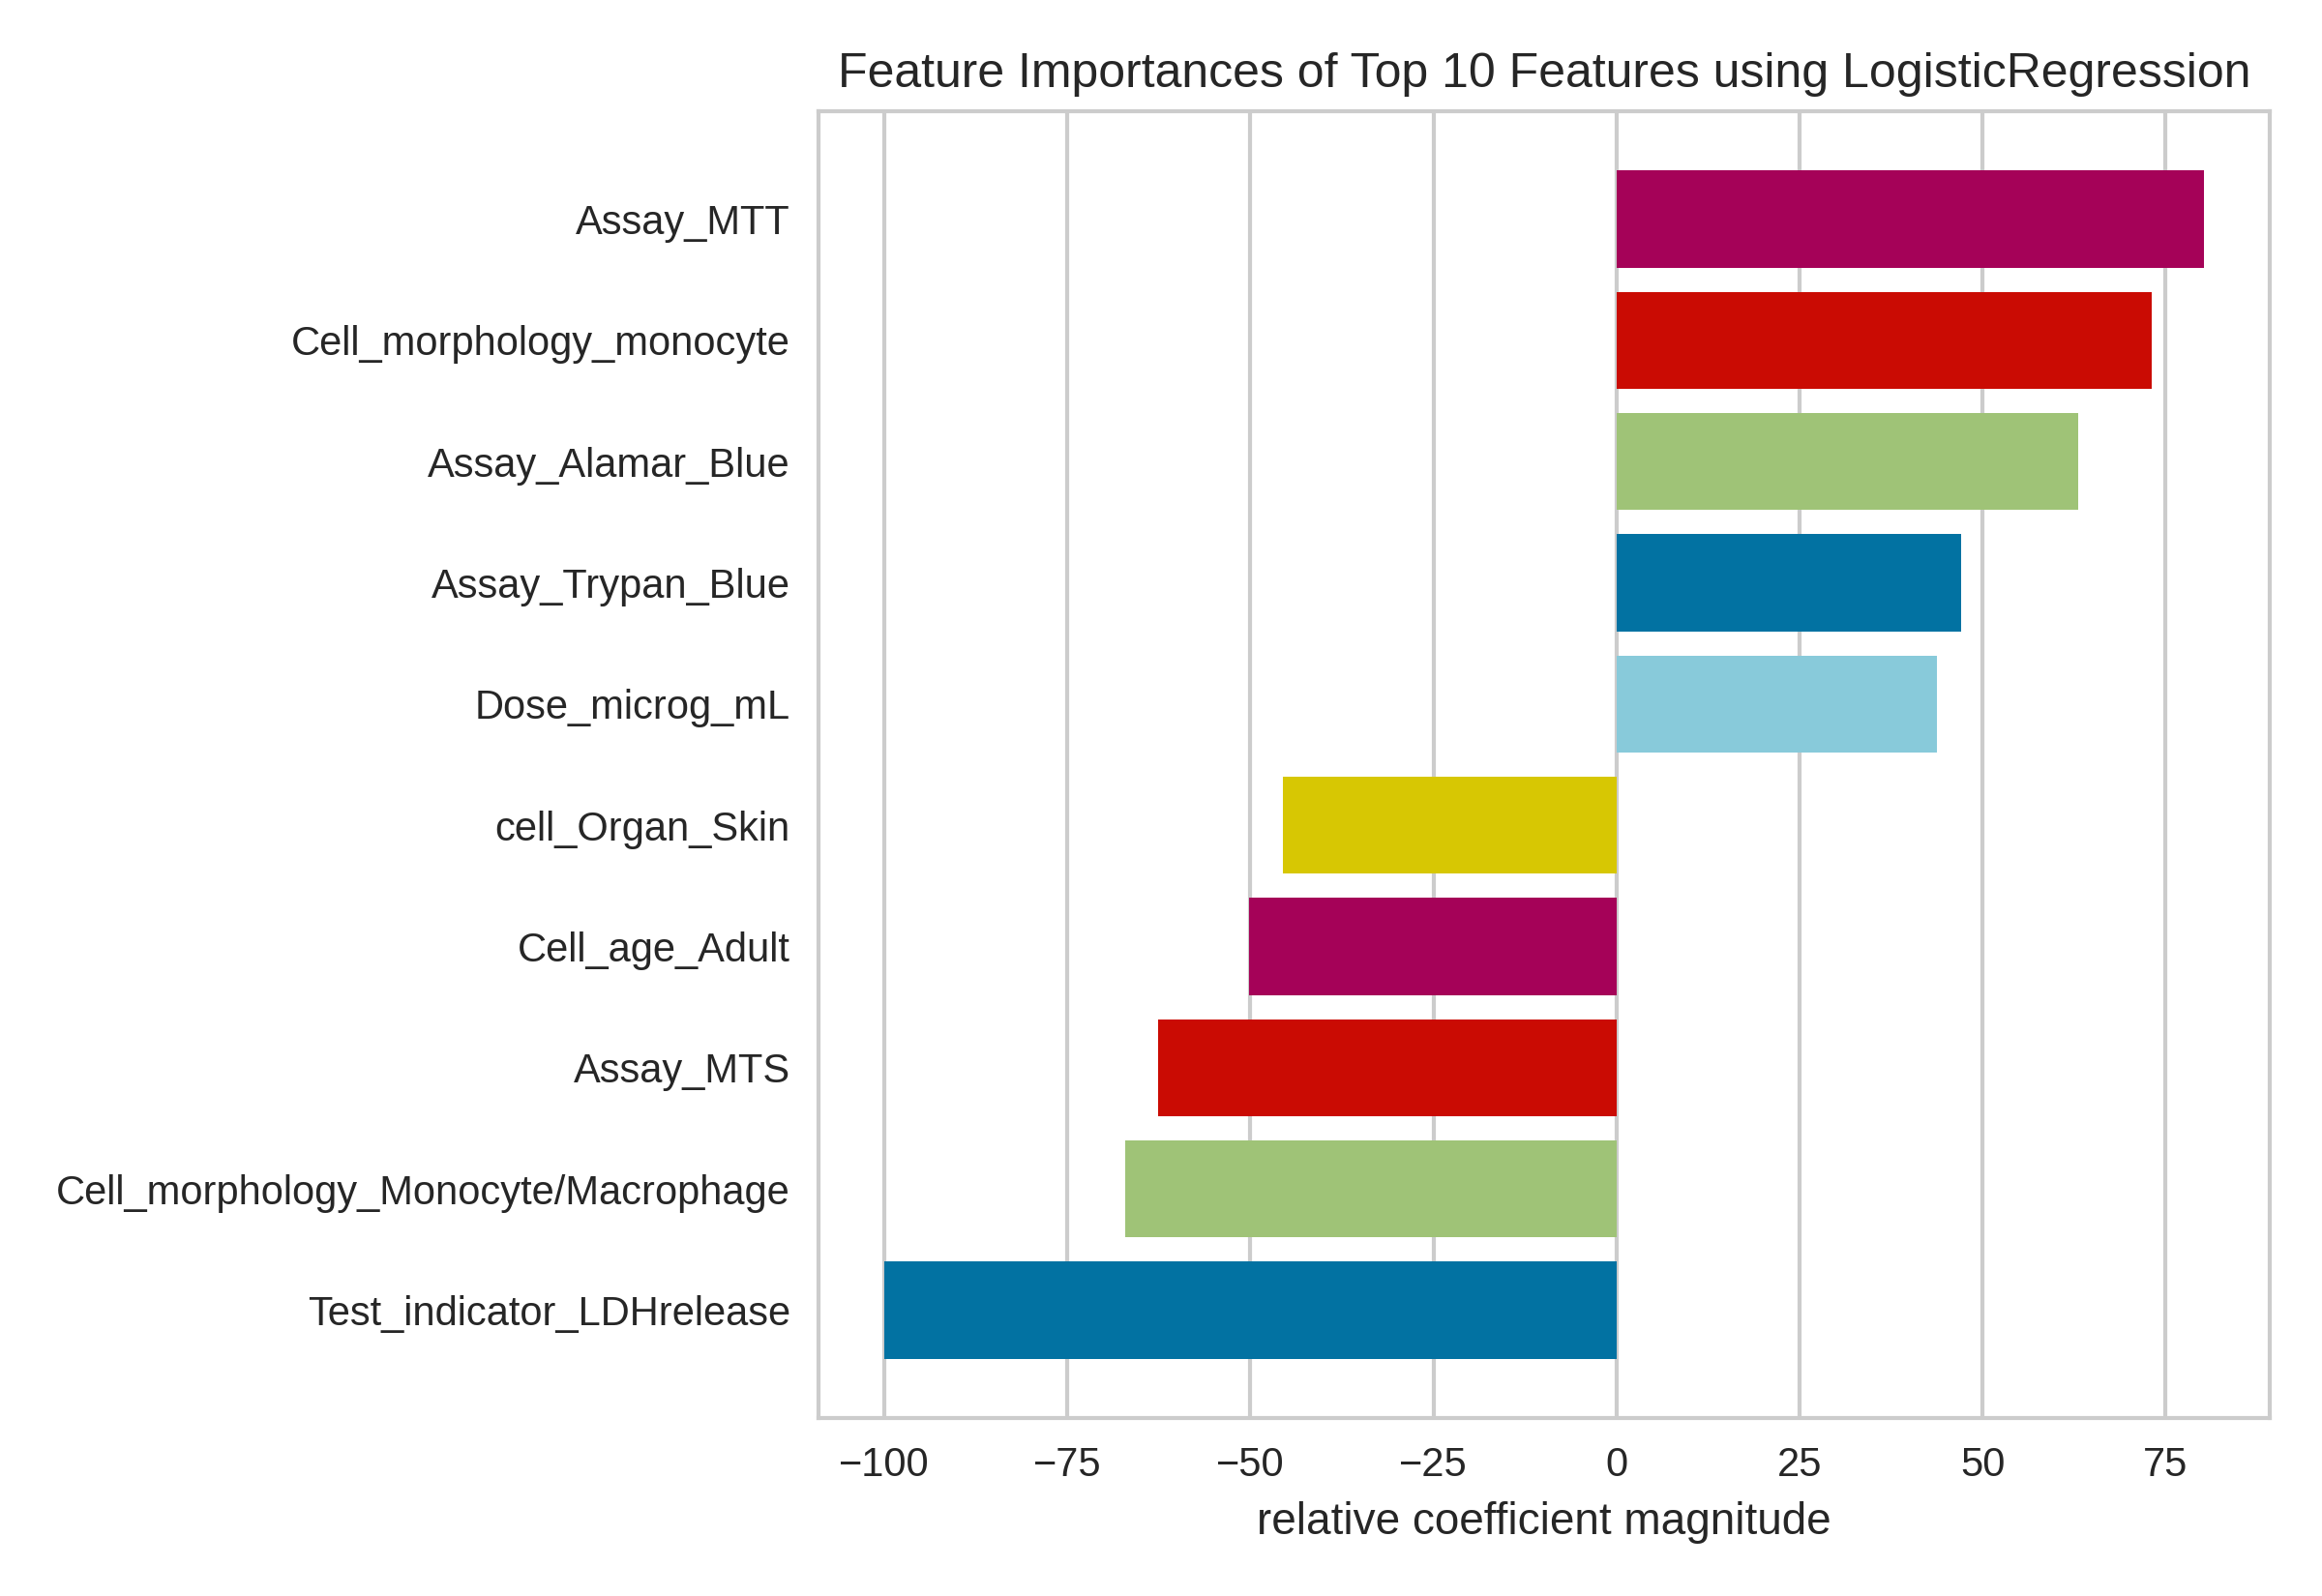 Feature Importances of Top 10 Features using LogisticRegression
Assay_MTT
Cell_morphology_monocyte
Assay_Alamar_Blue
Assay_Trypan_Blue
Dose_microg_mL
cell_Organ_Skin
Cell_age_Adult
Assay_MTS
Cell_morphology_Monocyte/Macrophage
Test_indicator_LDHrelease
−100 −75 −50 −25 0 25 50 75
relative coefficient magnitude